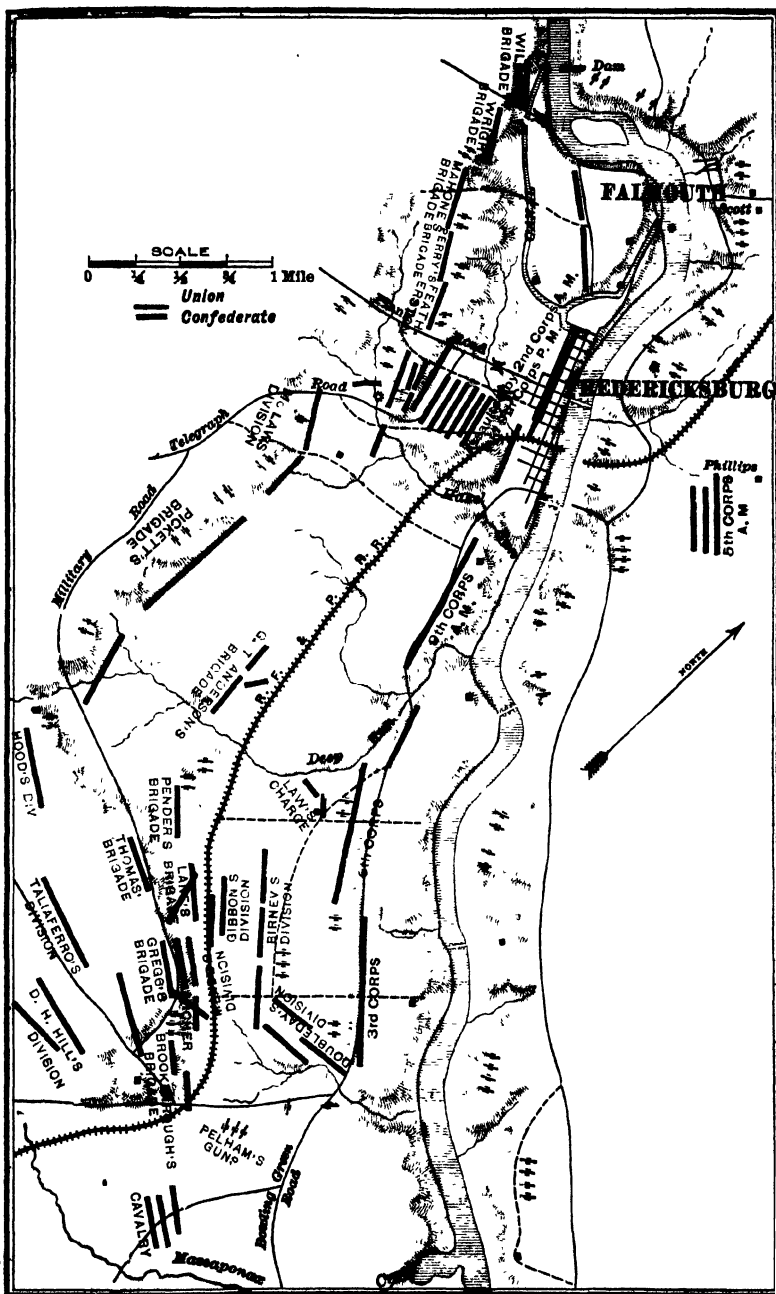 Dam
WRIGHT
BRIGADE
BRIGADE
FALMOUTH
Scott
MAHONE
BRIGADE
PERRY'S
BRIGADE
SCALE
0 ¼ ½ ¾ 1 Mile
Union
Confederate
2nd Corps A. M.
Corps P. M.
Plank
Road
FREDERICKSBURG
Phillips
5th CORPS
A. M
Road
Telegraph
McLAWS
DIVISION
Military
Road
PICKETT'S
BRIGADE
9th CORPS
A. M.
NORTH
R. F. & P. R. R.
G. T. ANDERSON'S
BRIGADE
Deep
Run
LAW'S
CHARGE
HOOD'S DIV
PENDER'S
BRIGADE
THOMAS'
BRIGADE
LANE'S
BRIGADE
GIBBON S
DIVISION
BIRNEY S
DIVISION
6th CORPS
3rd CORPS
TALIAFERRO'S
DIVISION
D. H. HILL'S
DIVISION
GREGG'S
BRIGADE
ARCHER
DIVISION
DOUBLEDAY'S
DIVISION
BROOKENBROUGH'S
BRIGADE
PELHAM'S
GUNS
Bowling Green
Road
CAVALRY
Massaponax